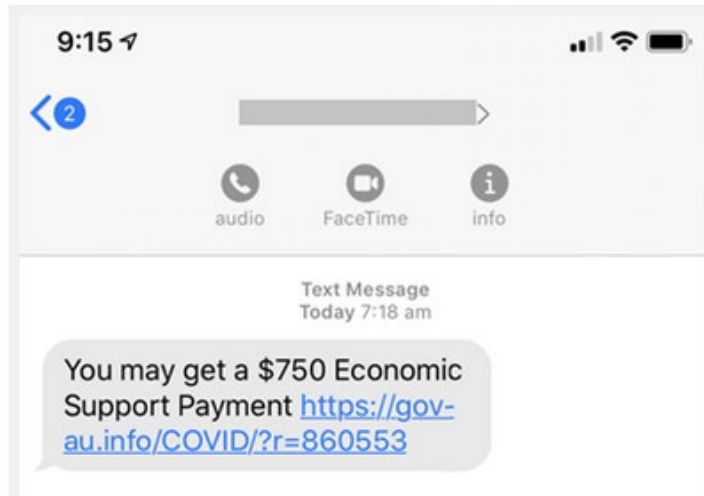 9:15
2
audio FaceTime info
Text Message
Today 7:18 am
You may get a $750 Economic
Support Payment https://gov-
au.info/COVID/?r=860553